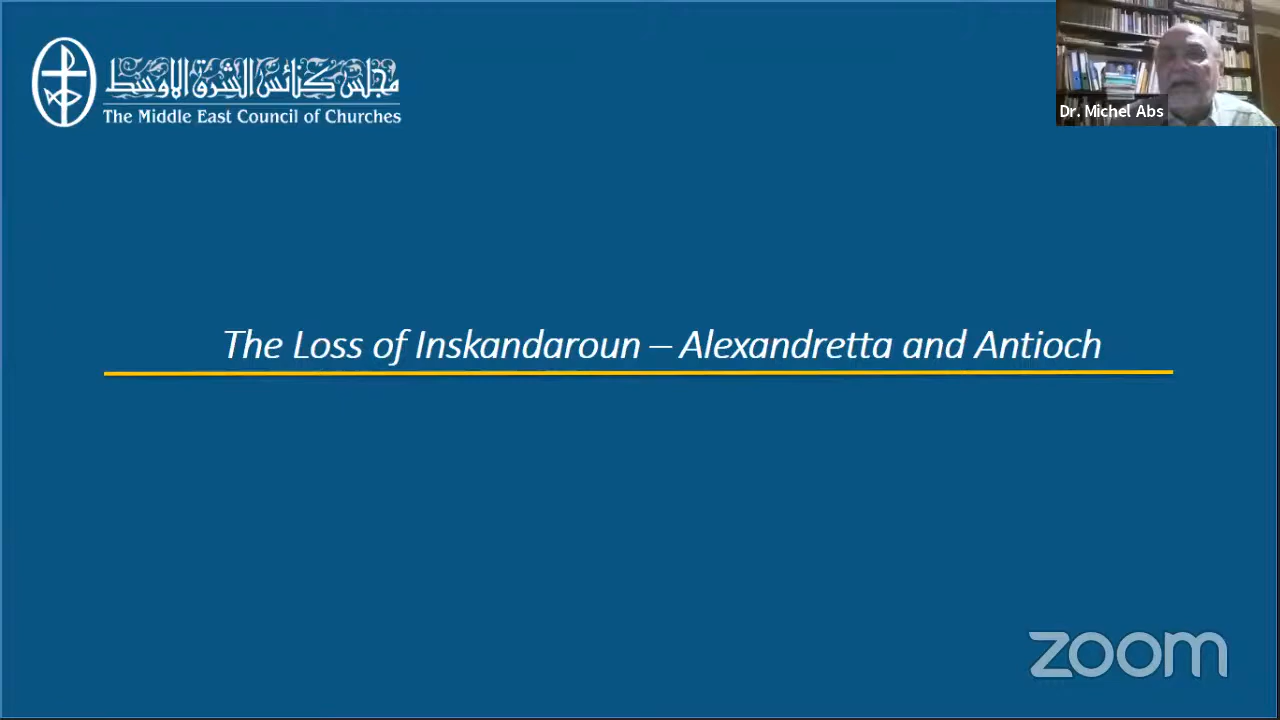 مجلس كنائس الشرق الأوسط
The Middle East Council of Churches
Dr. Michel Abs
The Loss of Inskandaroun – Alexandretta and Antioch
zoom